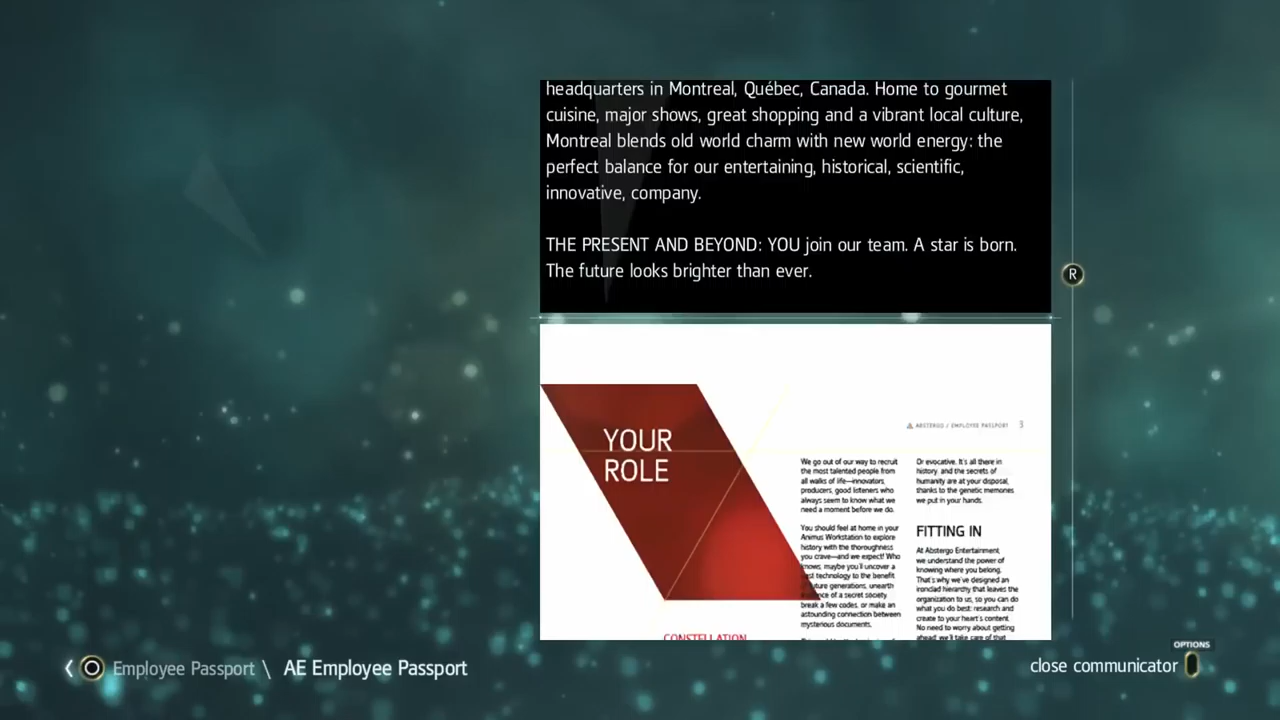 headquarters in Montreal, Québec, Canada. Home to gourmet
cuisine, major shows, great shopping and a vibrant local culture,
Montreal blends old world charm with new world energy: the
perfect balance for our entertaining, historical, scientific,
innovative, company.
THE PRESENT AND BEYOND: YOU join our team. A star is born.
The future looks brighter than ever.
R
YOUR
ROLE
ABSTERGO / EMPLOYEE PASSPORT 3
We go out of our way to recruit
the most talented people from
all walks of life—innovators,
producers, good listeners who
always seem to know what we
need a moment before we do.
You should feel at home in your
Animus Workstation to explore
history with the thoroughness
you crave—and we expect! Who
knows, maybe you'll uncover a
technology to the benefit
future generations, unearth
of a secret society,
break a few codes, or make an
astounding connection between
mysterious documents.
Or evocative. It's all there in
history, and the secrets of
humanity are at your disposal,
thanks to the genetic memories
we put in your hands.
FITTING IN
At Abstergo Entertainment,
we understand the power of
knowing where you belong.
That's why we've designed an
ironclad hierarchy that leaves the
organization to us, so you can do
what you do best: research and
create to your heart's content.
No need to worry about getting
ahead: we'll take care of that
CONSTELLATION
Employee Passport \ AE Employee Passport
OPTIONS
close communicator